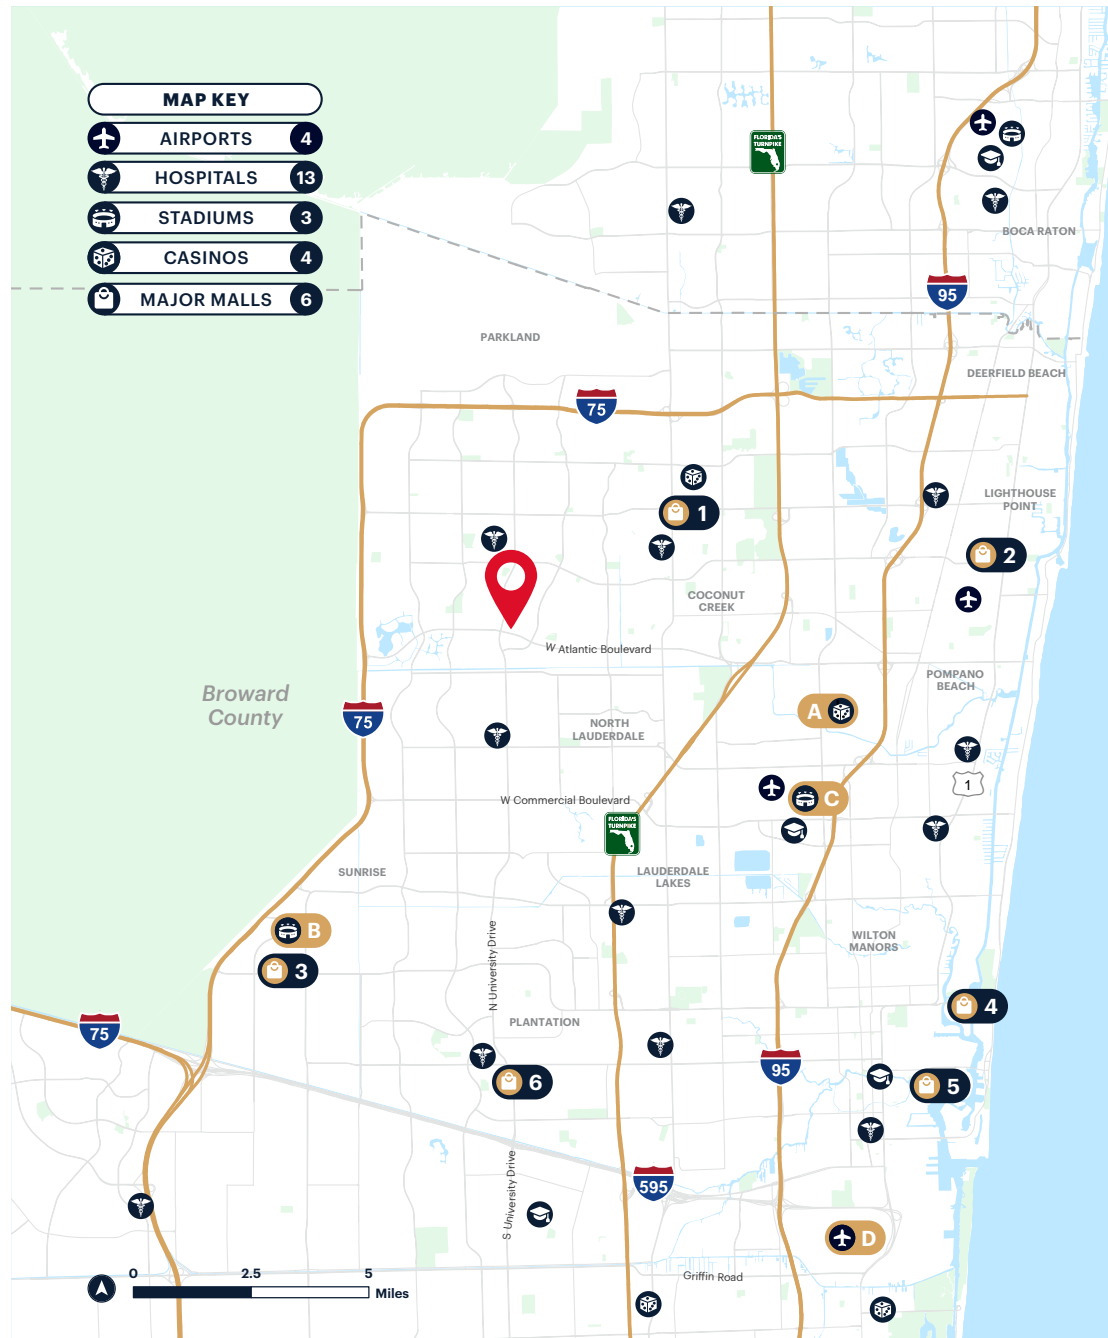 MAP KEY
AIRPORTS 4
HOSPITALS 13
STADIUMS 3
CASINOS 4
MAJOR MALLS 6
FLORIDA'S
TURNPIKE
BOCA RATON
95
PARKLAND
DEERFIELD BEACH
75
LIGHTHOUSE
POINT
1
2
COCONUT
CREEK
W Atlantic Boulevard
POMPANO
BEACH
Broward
County
75
A
NORTH
LAUDERDALE
1
W Commercial Boulevard
C
FLORIDA'S
TURNPIKE
SUNRISE
LAUDERDALE
LAKES
B
WILTON
MANORS
3
N University Drive
4
PLANTATION
75
95
6
5
S University Drive
595
D
Griffin Road
0 2.5 5
Miles